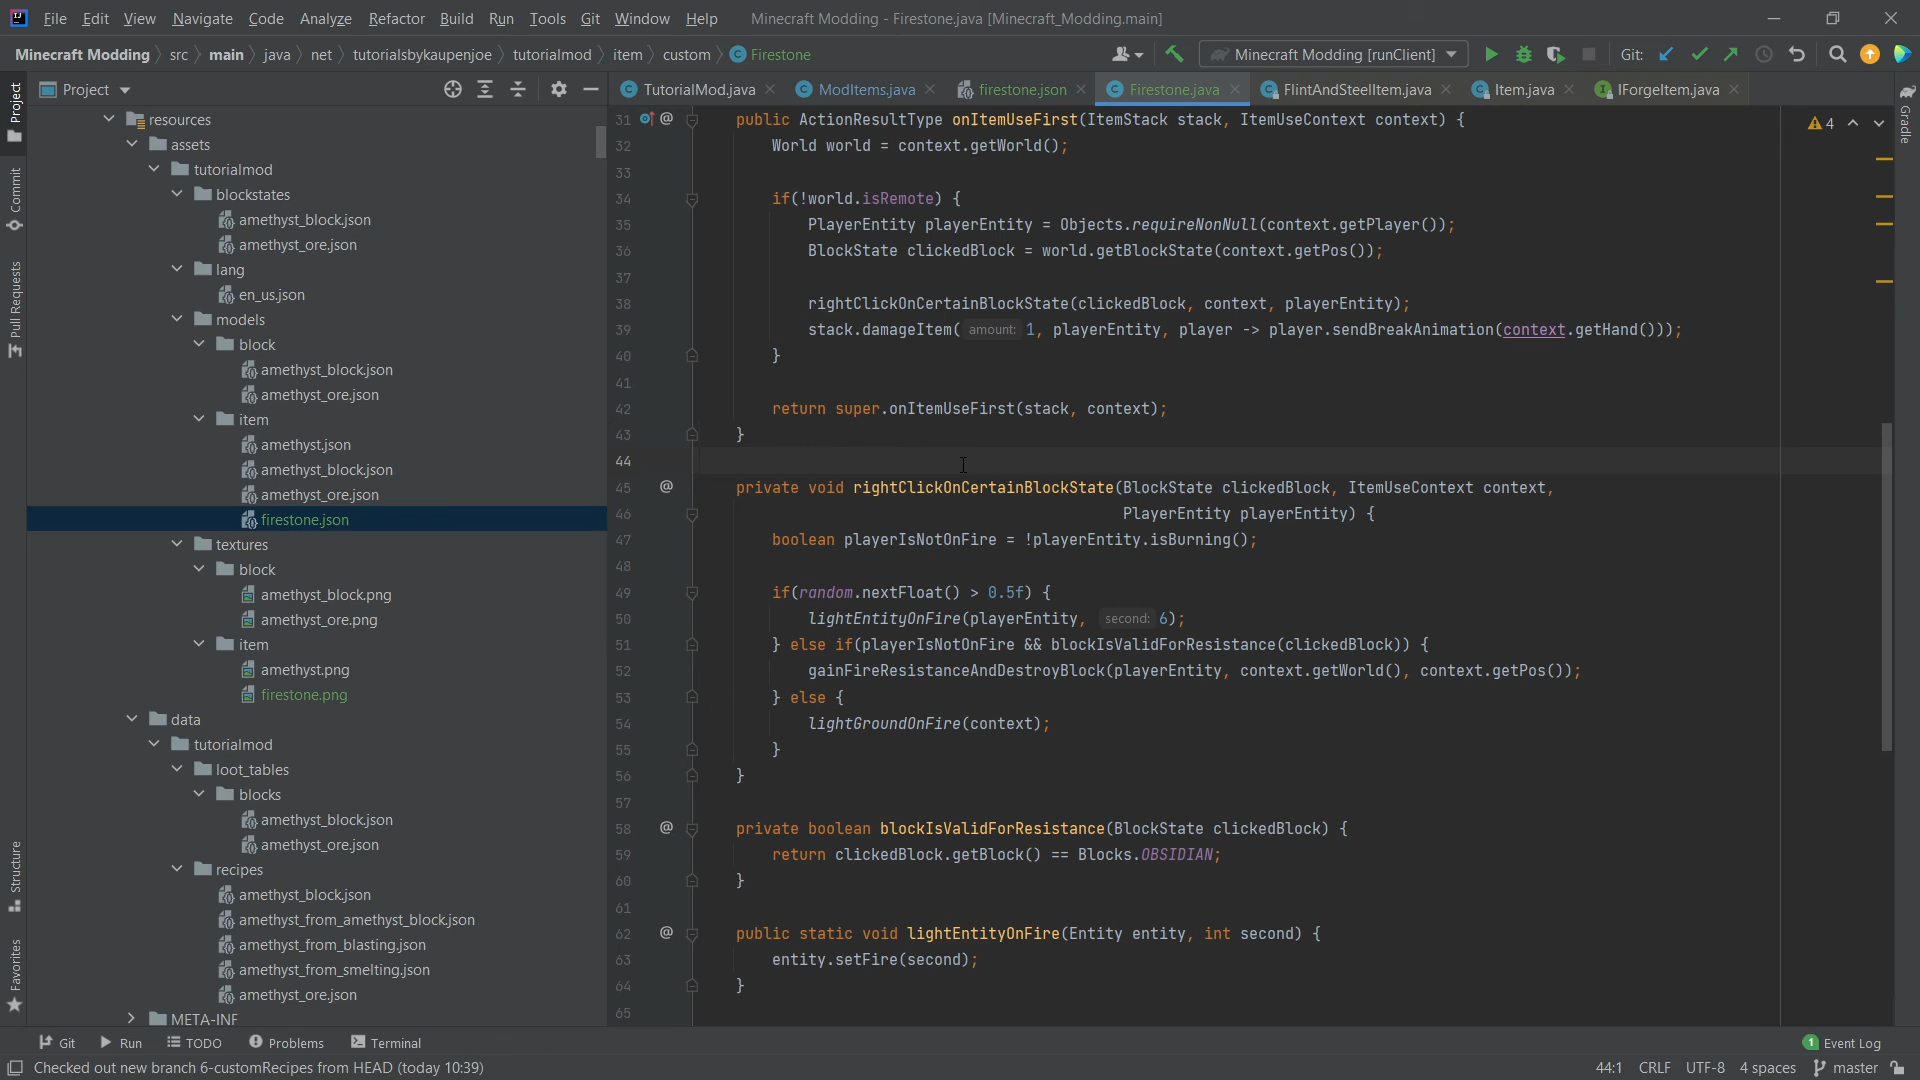 File Edit View Navigate Code Analyze Refactor Build Run Tools Git Window Help Minecraft Modding - Firestone.java [Minecraft_Modding.main]
Minecraft Modding src main java net tutorialsbykaupenjoe tutorialmod item custom Firestone Minecraft Modding [runClient] Git:
Project
TutorialMod.java ModItems.java firestone.json Firestone.java FlintAndSteelItem.java Item.java IForgeItem.java
Project
Commit
Pull Requests
Structure
Favorites
resources
assets
tutorialmod
blockstates
amethyst_block.json
amethyst_ore.json
lang
en_us.json
models
block
amethyst_block.json
amethyst_ore.json
item
amethyst.json
amethyst_block.json
amethyst_ore.json
firestone.json
textures
block
amethyst_block.png
amethyst_ore.png
item
amethyst.png
firestone.png
data
tutorialmod
loot_tables
blocks
amethyst_block.json
amethyst_ore.json
recipes
amethyst_block.json
amethyst_from_amethyst_block.json
amethyst_from_blasting.json
amethyst_from_smelting.json
amethyst_ore.json
META-INF
31 @ public ActionResultType onItemUseFirst(ItemStack stack, ItemUseContext context) {
32 World world = context.getWorld();
33
34 if(!world.isRemote) {
35 PlayerEntity playerEntity = Objects.requireNonNull(context.getPlayer());
36 BlockState clickedBlock = world.getBlockState(context.getPos());
37
38 rightClickOnCertainBlockState(clickedBlock, context, playerEntity);
39 stack.damageItem( amount: 1, playerEntity, player -> player.sendBreakAnimation(context.getHand()));
40 }
41
42 return super.onItemUseFirst(stack, context);
43 }
44
45 @ private void rightClickOnCertainBlockState(BlockState clickedBlock, ItemUseContext context,
46 PlayerEntity playerEntity) {
47 boolean playerIsNotOnFire = !playerEntity.isBurning();
48
49 if(random.nextFloat() > 0.5f) {
50 lightEntityOnFire(playerEntity, second: 6);
51 } else if(playerIsNotOnFire && blockIsValidForResistance(clickedBlock)) {
52 gainFireResistanceAndDestroyBlock(playerEntity, context.getWorld(), context.getPos());
53 } else {
54 lightGroundOnFire(context);
55 }
56 }
57
58 @ private boolean blockIsValidForResistance(BlockState clickedBlock) {
59 return clickedBlock.getBlock() == Blocks.OBSIDIAN;
60 }
61
62 @ public static void lightEntityOnFire(Entity entity, int second) {
63 entity.setFire(second);
64 }
65
4
Gradle
Git Run TODO Problems Terminal 1 Event Log
Checked out new branch 6-customRecipes from HEAD (today 10:39) 44:1 CRLF UTF-8 4 spaces master